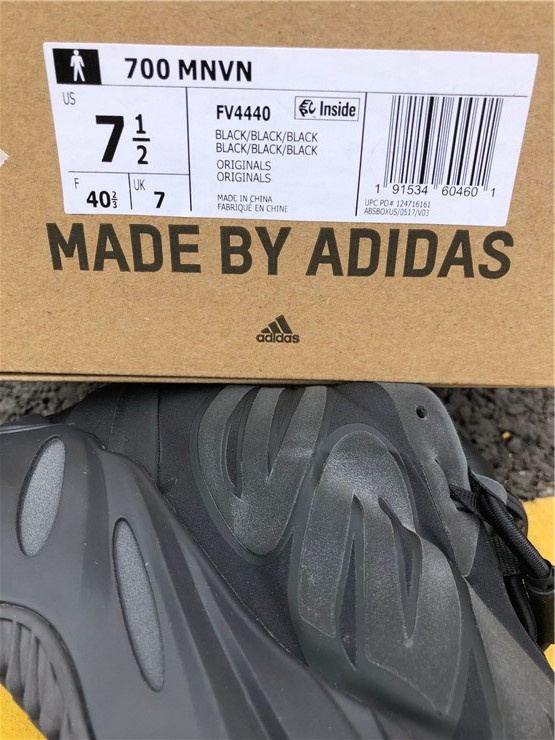 700 MNVN
US
7 1/2
F
40 2/3
UK
7
FV4440
Inside
BLACK/BLACK/BLACK
BLACK/BLACK/BLACK
ORIGINALS
ORIGINALS
MADE IN CHINA
FABRIQUÉ EN CHINE
1 91534 60460 1
UPC PO# 124716161
ABSBOXUS/0517/V03
MADE BY ADIDAS
adidas